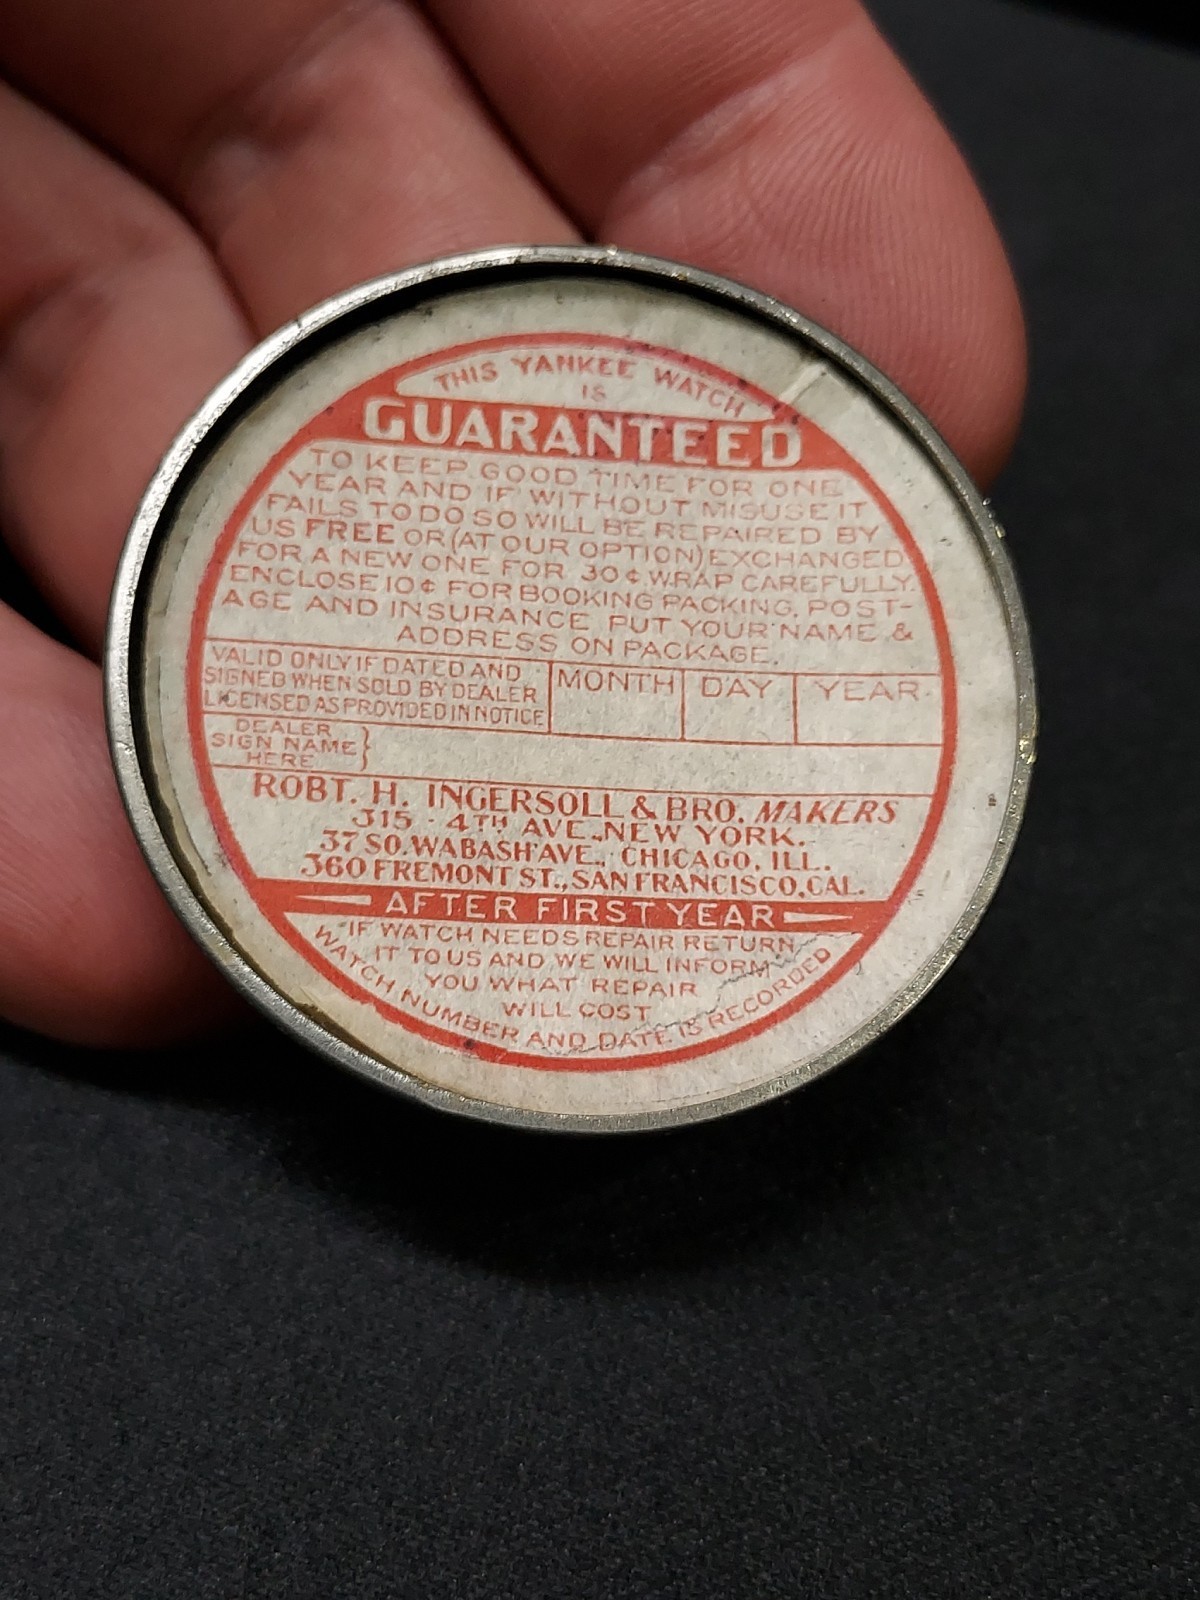 THIS YANKEE WATCH
IS
GUARANTEED
TO KEEP GOOD TIME FOR ONE
YEAR AND IF WITHOUT MISUSE IT
FAILS TO DO SO WILL BE REPAIRED BY
US FREE OR (AT OUR OPTION) EXCHANGED
FOR A NEW ONE FOR 30¢. WRAP CAREFULLY.
ENCLOSE 10¢ FOR BOOKING PACKING, POST-
AGE AND INSURANCE PUT YOUR NAME &
ADDRESS ON PACKAGE.
VALID ONLY IF DATED AND
SIGNED WHEN SOLD BY DEALER
LICENSED AS PROVIDED IN NOTICE
MONTH
DAY
YEAR
DEALER
SIGN NAME
HERE
ROBT. H. INGERSOLL & BRO. MAKERS
315 - 4TH AVE., NEW YORK.
37 SO. WABASH AVE., CHICAGO, ILL.
360 FREMONT ST., SAN FRANCISCO, CAL.
AFTER FIRST YEAR
IF WATCH NEEDS REPAIR RETURN
IT TO US AND WE WILL INFORM
YOU WHAT REPAIR
WILL COST
WATCH NUMBER AND DATE IS RECORDED